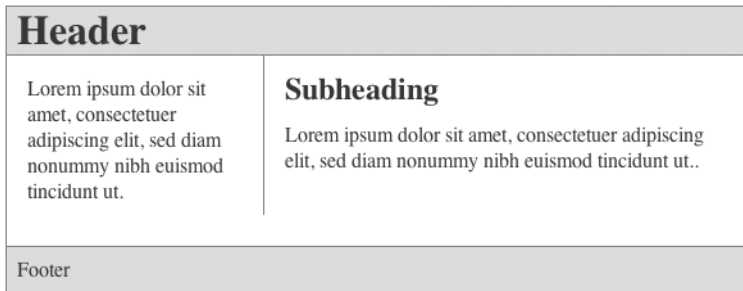 Header
Lorem ipsum dolor sit
amet, consectetuer
adipiscing elit, sed diam
nonummy nibh euismod
tincidunt ut.
Subheading
Lorem ipsum dolor sit amet, consectetuer adipiscing
elit, sed diam nonummy nibh euismod tincidunt ut..
Footer